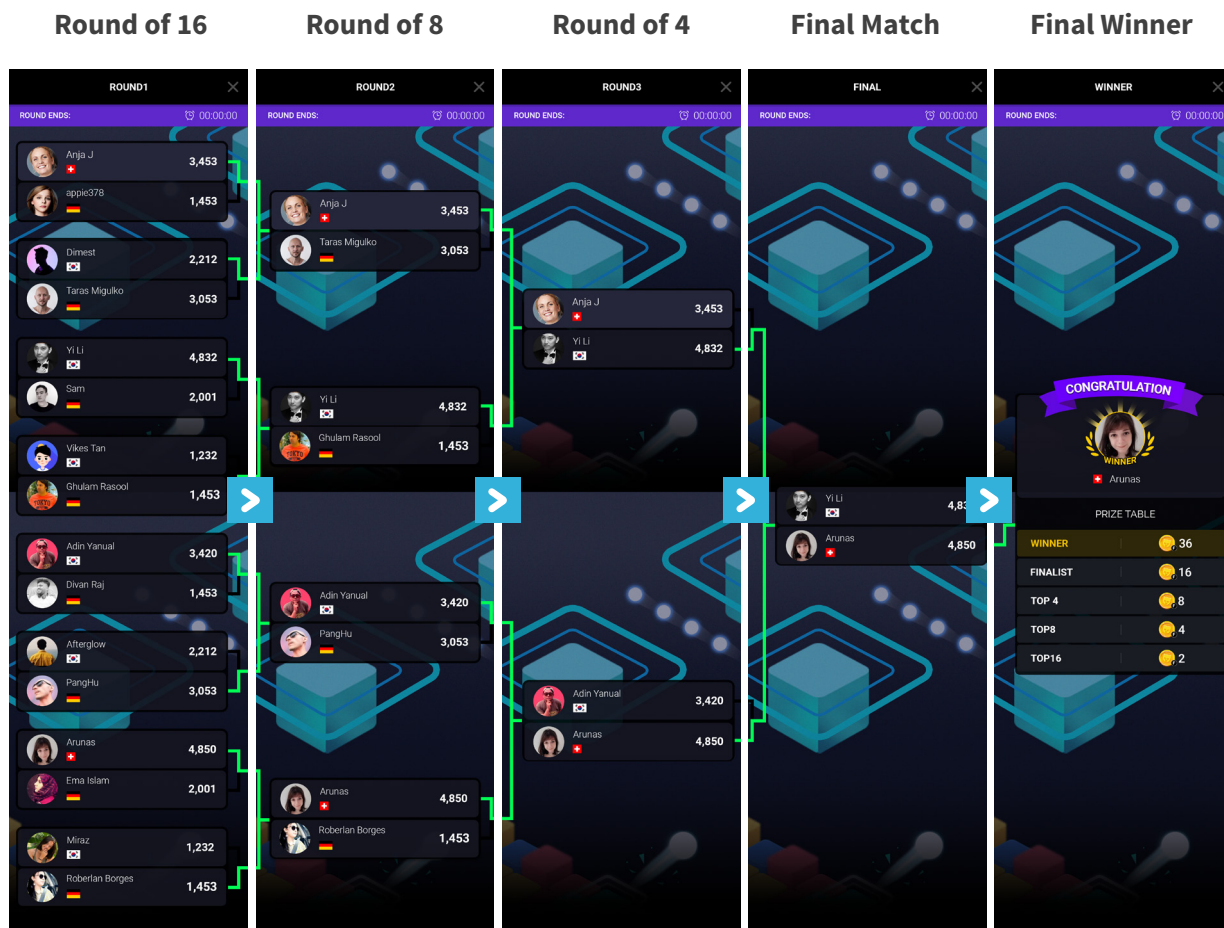 Round of 16
Round of 8
Round of 4
Final Match
Final Winner
ROUND1
ROUND ENDS:
00:00:00
Anja J
3,453
appie378
1,453
Dimest
2,212
Taras Migulko
3,053
Yi Li
4,832
Sam
2,001
Vikes Tan
1,232
Ghulam Rasool
1,453
Adin Yanual
3,420
Divan Raj
1,453
Afterglow
2,212
PangHu
3,053
Arunas
4,850
Ema Islam
2,001
Miraz
1,232
Roberlan Borges
1,453
ROUND2
ROUND ENDS:
00:00:00
Anja J
3,453
Taras Migulko
3,053
Yi Li
4,832
Ghulam Rasool
1,453
TOKYO
Adin Yanual
3,420
PangHu
3,053
Arunas
4,850
Roberlan Borges
1,453
ROUND3
ROUND ENDS:
00:00:00
Anja J
3,453
Yi Li
4,832
Adin Yanual
3,420
Arunas
4,850
FINAL
ROUND ENDS:
00:00:00
Yi Li
Arunas
4,850
WINNER
ROUND ENDS:
00:00:00
CONGRATULATION
WINNER
Arunas
PRIZE TABLE
WINNER 36
FINALIST 16
TOP 4 8
TOP8 4
TOP16 2